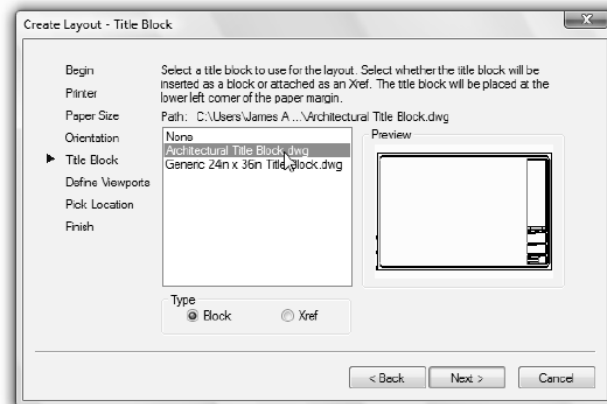 Create Layout - Title Block
Begin
Printer
Paper Size
Orientation
Title Block
Define Viewports
Pick Location
Finish
Select a title block to use for the layout. Select whether the title block will be
inserted as a block or attached as an Xref. The title block will be placed at the
lower left corner of the paper margin.
Path: C:\Users\James A...\Architectural Title Block.dwg
None
Architectural Title Block.dwg
Generic 24in x 36in Title Block.dwg
Preview
Type
Block
Xref
< Back
Next >
Cancel